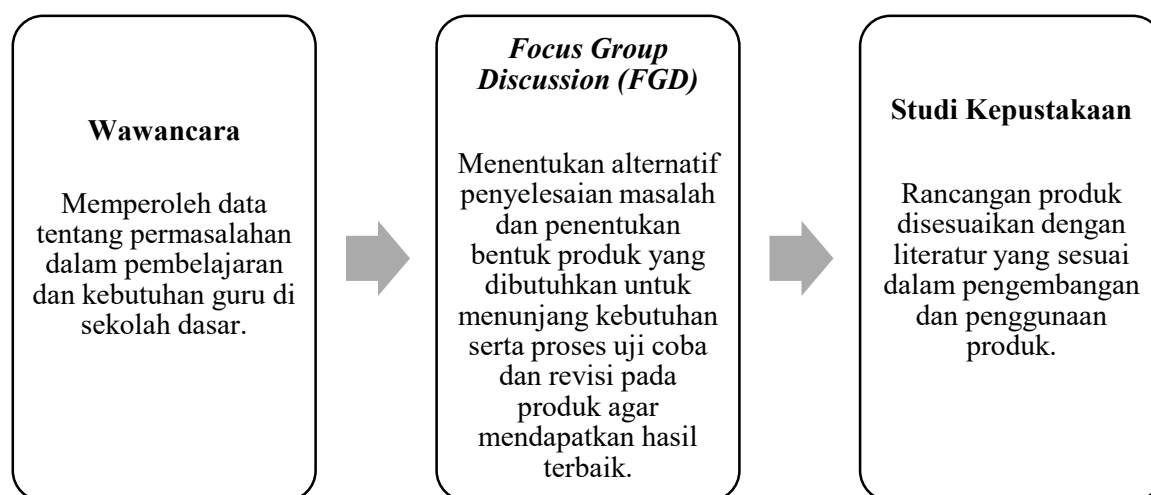 Wawancara
Memperoleh data
tentang permasalahan
dalam pembelajaran
dan kebutuhan guru di
sekolah dasar.
Focus Group
Discussion (FGD)
Menentukan alternatif
penyelesaian masalah
dan penentukan
bentuk produk yang
dibutuhkan untuk
menunjang kebutuhan
serta proses uji coba
dan revisi pada
produk agar
mendapatkan hasil
terbaik.
Studi Kepustakaan
Rancangan produk
disesuaikan dengan
literatur yang sesuai
dalam pengembangan
dan penggunaan
produk.